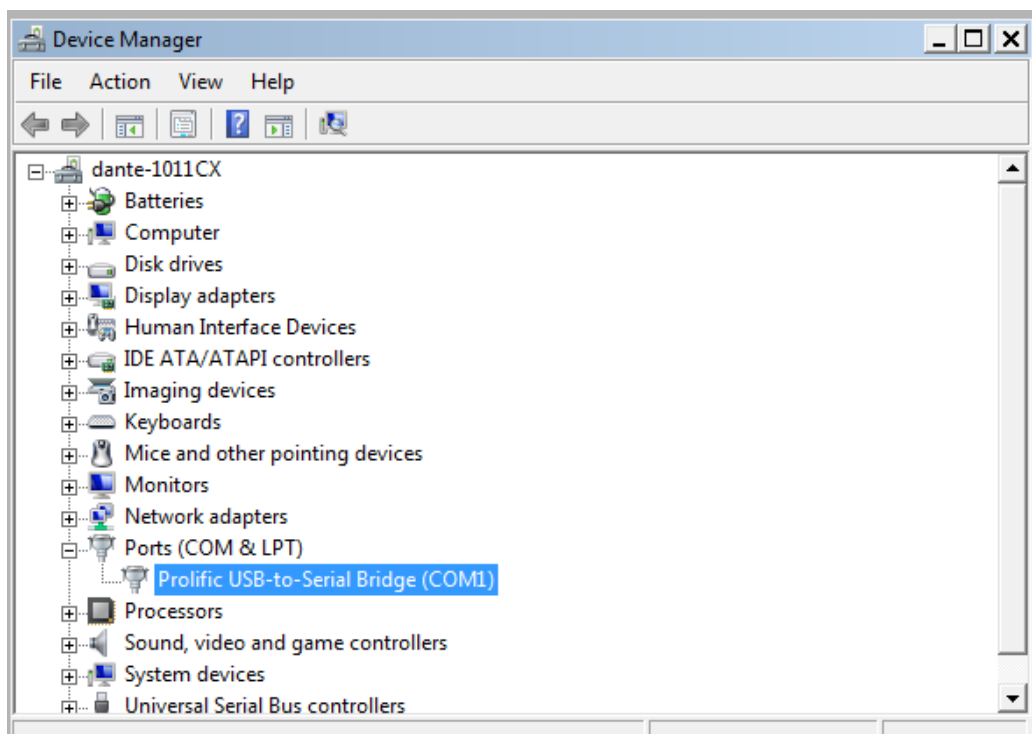 Device Manager
File Action View Help
dante-1011CX
Batteries
Computer
Disk drives
Display adapters
Human Interface Devices
IDE ATA/ATAPI controllers
Imaging devices
Keyboards
Mice and other pointing devices
Monitors
Network adapters
Ports (COM & LPT)
Prolific USB-to-Serial Bridge (COM1)
Processors
Sound, video and game controllers
System devices
Universal Serial Bus controllers